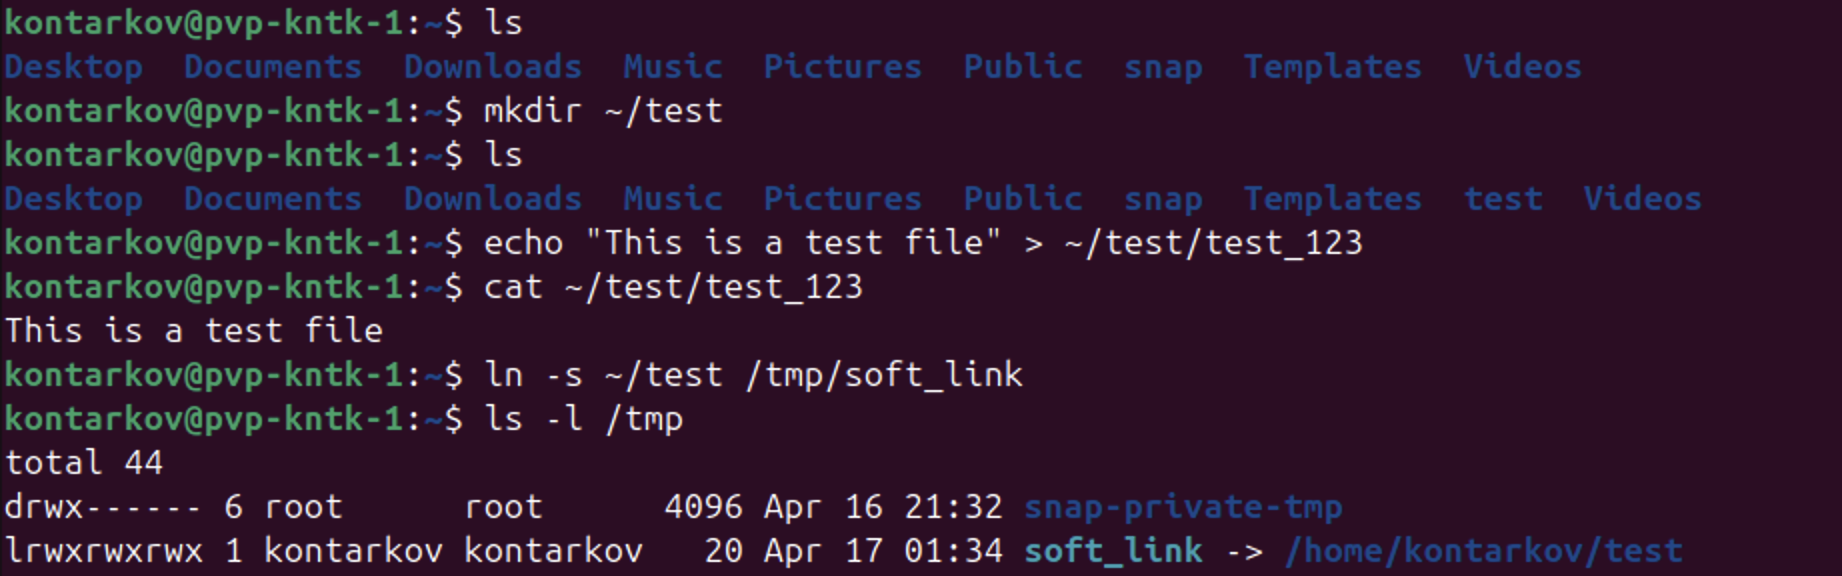 kontarkov@pvp-kntk-1:~$ ls
Desktop  Documents  Downloads  Music  Pictures  Public  snap  Templates  Videos
kontarkov@pvp-kntk-1:~$ mkdir ~/test
kontarkov@pvp-kntk-1:~$ ls
Desktop  Documents  Downloads  Music  Pictures  Public  snap  Templates  test  Videos
kontarkov@pvp-kntk-1:~$ echo "This is a test file" > ~/test/test_123
kontarkov@pvp-kntk-1:~$ cat ~/test/test_123
This is a test file
kontarkov@pvp-kntk-1:~$ ln -s ~/test /tmp/soft_link
kontarkov@pvp-kntk-1:~$ ls -l /tmp
total 44
drwx------ 6 root      root      4096 Apr 16 21:32 snap-private-tmp
lrwxrwxrwx 1 kontarkov kontarkov   20 Apr 17 01:34 soft_link -> /home/kontarkov/test